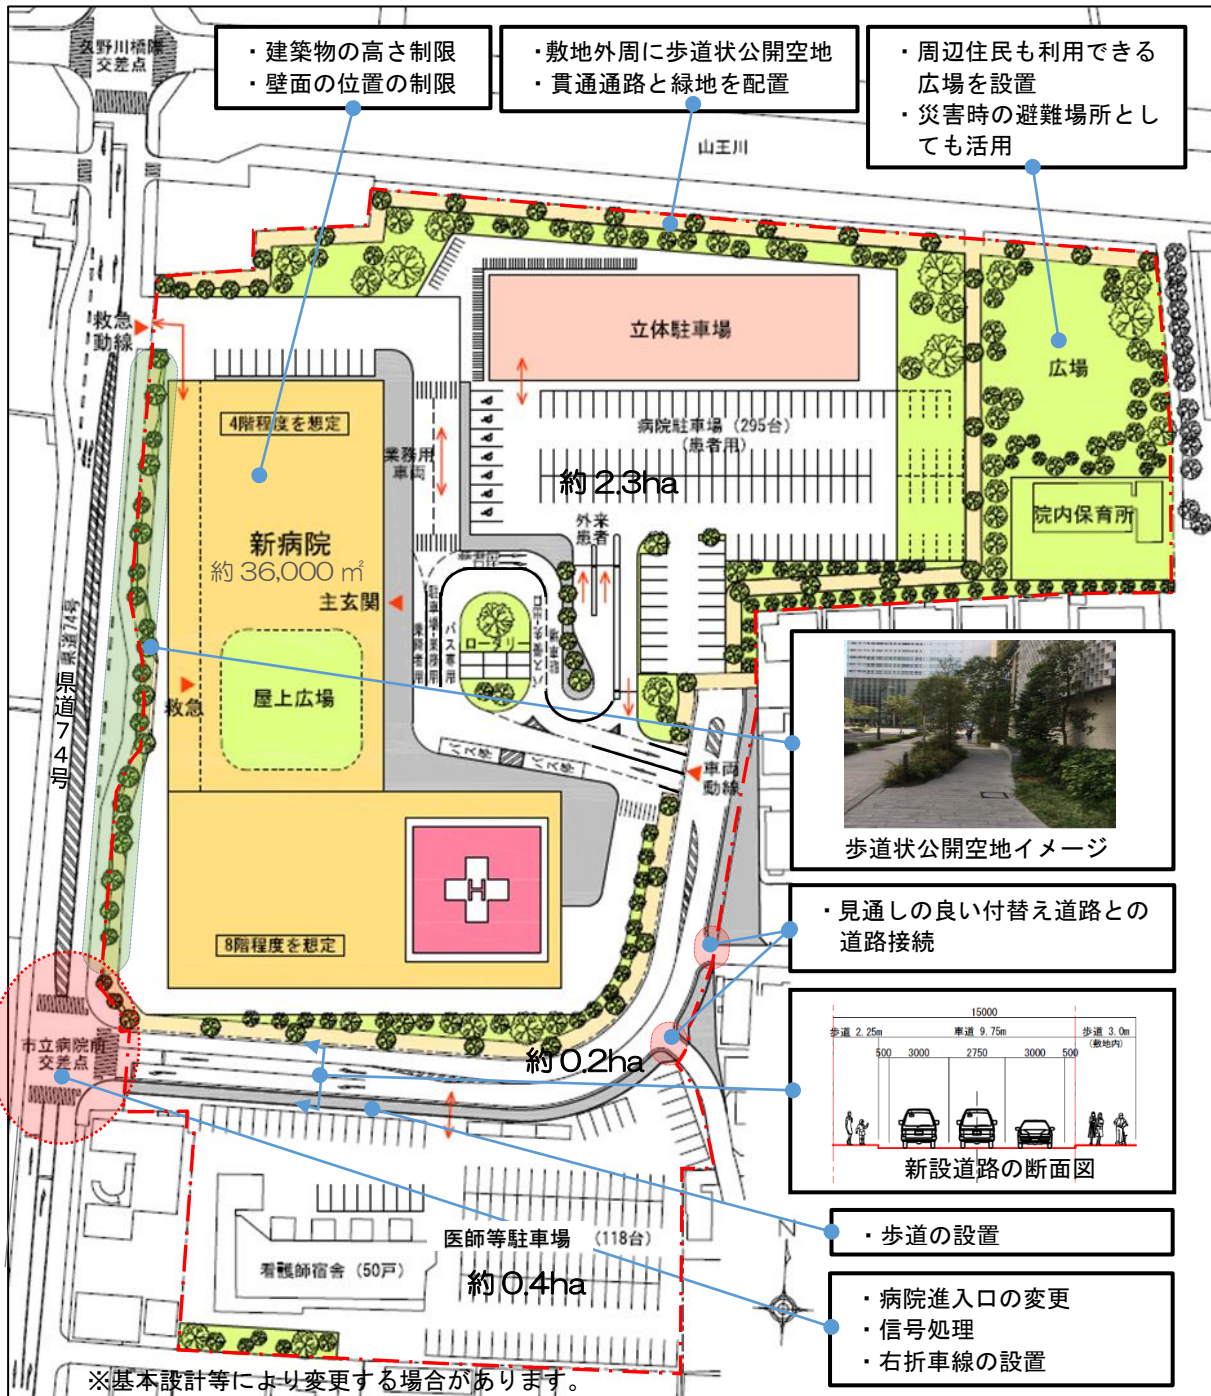 久野川橋際
交差点
・建築物の高さ制限
・壁面の位置の制限
・敷地外周に歩道状公開空地
・貫通通路と緑地を配置
・周辺住民も利用できる
広場を設置
・災害時の避難場所とし
ても活用
山王川
救急
動線
立体駐車場
広場
4階程度を想定
業務用
車両
病院駐車場(295台)
(患者用)
約2.3ha
外来
患者
院内保育所
新病院
約36,000㎡
主玄関
ロータリー
県道74号
県道74号
救急
屋上広場
バス停
バス停
車両
動線
歩道状公開空地イメージ
8階程度を想定
H
・見通しの良い付替え道路との
道路接続
市立病院前
交差点
約0.2ha
15000
歩道 2.25m
車道 9.75m
歩道 3.0m
(敷地内)
500
3000
2750
3000
500
新設道路の断面図
・歩道の設置
医師等駐車場 (118台)
看護師宿舎(50戸)
約0.4ha
N
・病院進入口の変更
・信号処理
・右折車線の設置
※基本設計等により変更する場合があります。